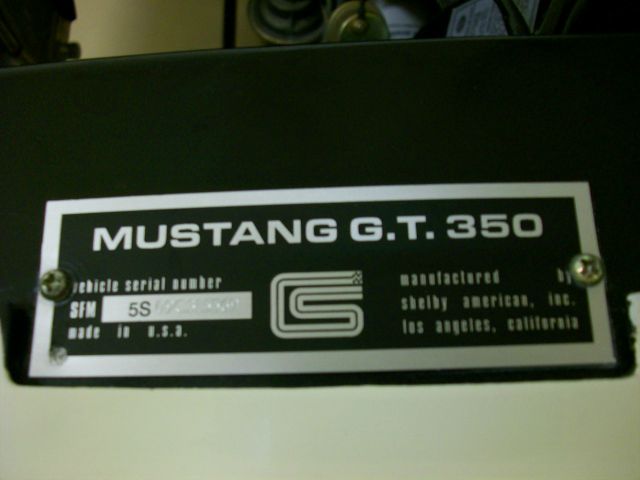 MUSTANG G.T. 350
vehicle serial number
SFM 5S
made in U.S.A.
manufactured by
shelby american, inc.
los angeles, california